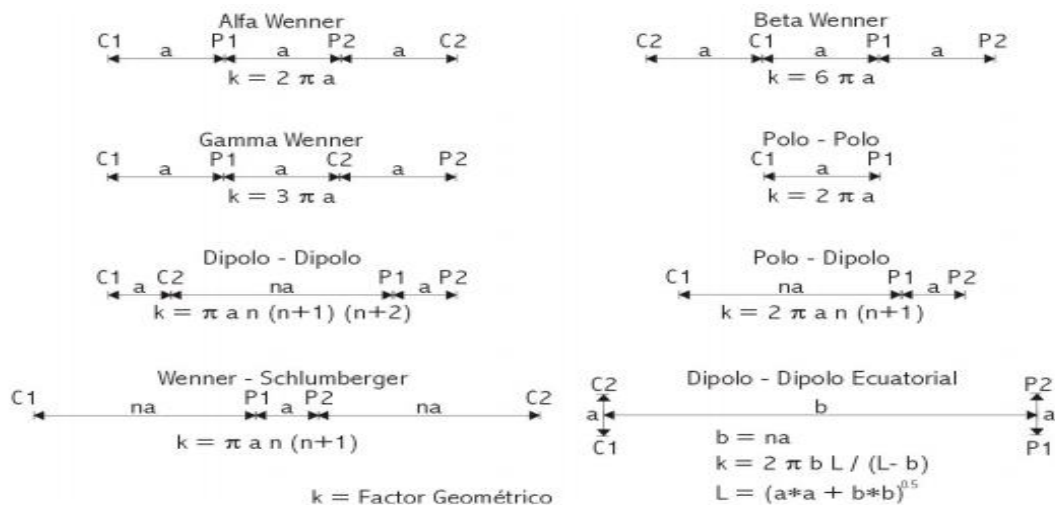 Alfa Wenner
C1 a P1 a P2 a C2
k = 2 π a
Beta Wenner
C2 a C1 a P1 a P2
k = 6 π a
Gamma Wenner
C1 a P1 a C2 a P2
k = 3 π a
Polo - Polo
C1 a P1
k = 2 π a
Dipolo - Dipolo
C1 a C2 na P1 a P2
k = π a n (n+1) (n+2)
Polo - Dipolo
C1 na P1 a P2
k = 2 π a n (n+1)
Wenner - Schlumberger
C1 na P1 a P2 na C2
k = π a n (n+1)
Dipolo - Dipolo Ecuatorial
C2 P2
a b a
C1 P1
b = na
k = 2 π b L / (L- b)
L = (a*a + b*b)^0.5
k = Factor Geométrico